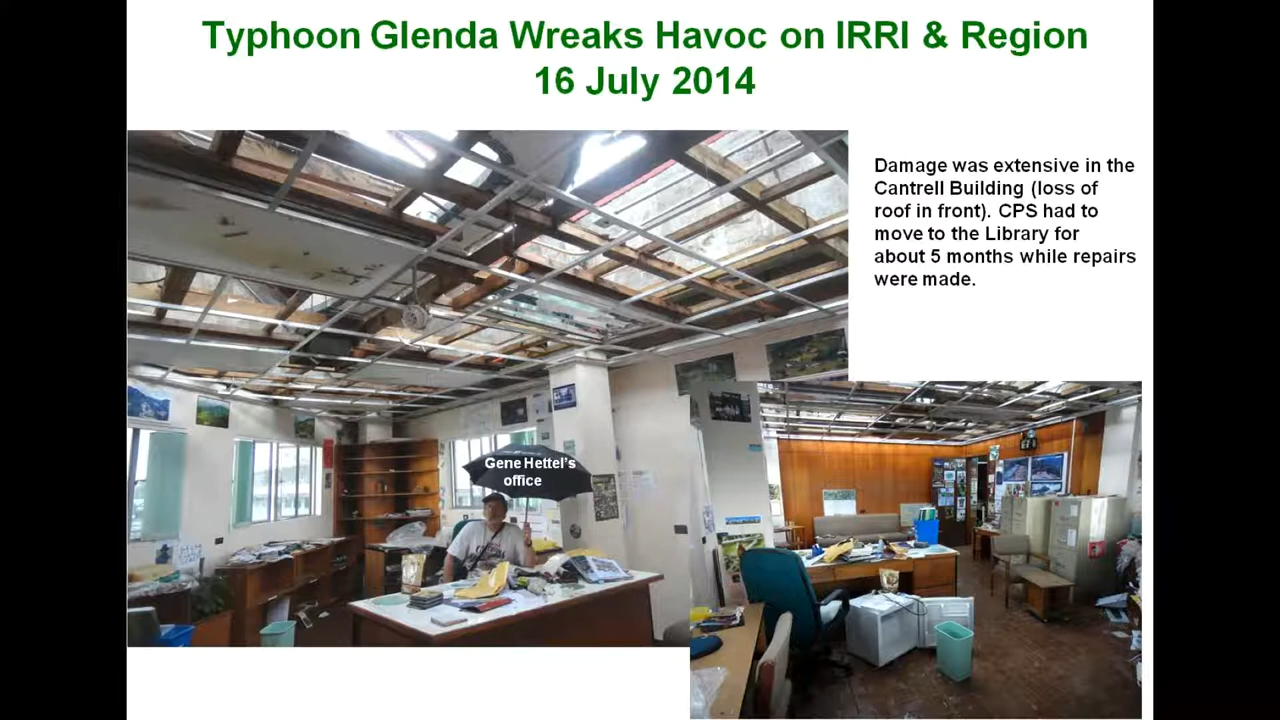 Typhoon Glenda Wreaks Havoc on IRRI & Region
16 July 2014
Damage was extensive in the
Cantrell Building (loss of
roof in front). CPS had to
move to the Library for
about 5 months while repairs
were made.
Gene Hettel's
office